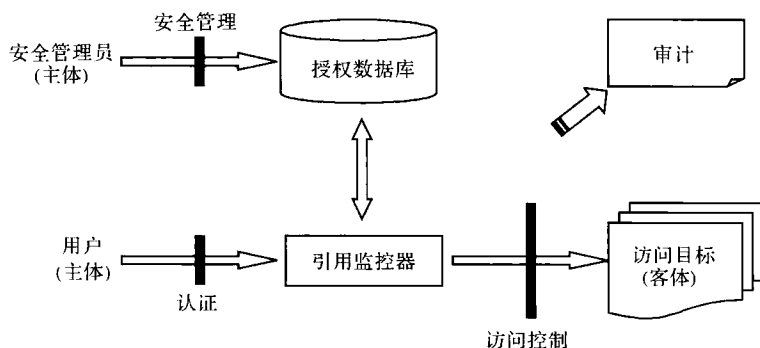 安全管理
安全管理员
(主体)
授权数据库
审计
用户
(主体)
认证
引用监控器
访问控制
访问目标
(客体)